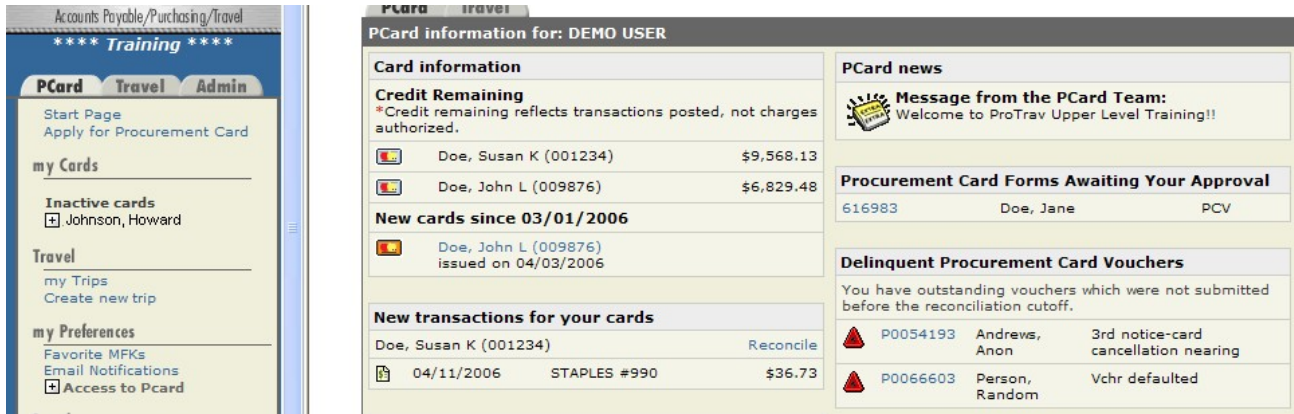 Accounts Payable/Purchasing/Travel
**** Training ****
PCard Travel Admin
Start Page
Apply for Procurement Card
my Cards
Inactive cards
Johnson, Howard
Travel
my Trips
Create new trip
my Preferences
Favorite MFKs
Email Notifications
Access to Pcard
PCard Travel
PCard information for: DEMO USER
Card information
Credit Remaining
*Credit remaining reflects transactions posted, not charges
authorized.
Doe, Susan K (001234) $9,568.13
Doe, John L (009876) $6,829.48
New cards since 03/01/2006
Doe, John L (009876)
issued on 04/03/2006
New transactions for your cards
Doe, Susan K (001234) Reconcile
04/11/2006 STAPLES #990 $36.73
PCard news
Message from the PCard Team:
Welcome to ProTrav Upper Level Training!!
Procurement Card Forms Awaiting Your Approval
616983 Doe, Jane PCV
Delinquent Procurement Card Vouchers
You have outstanding vouchers which were not submitted
before the reconciliation cutoff.
P0054193 Andrews, 3rd notice-card
Anon cancellation nearing
P0066603 Person, Vchr defaulted
Random